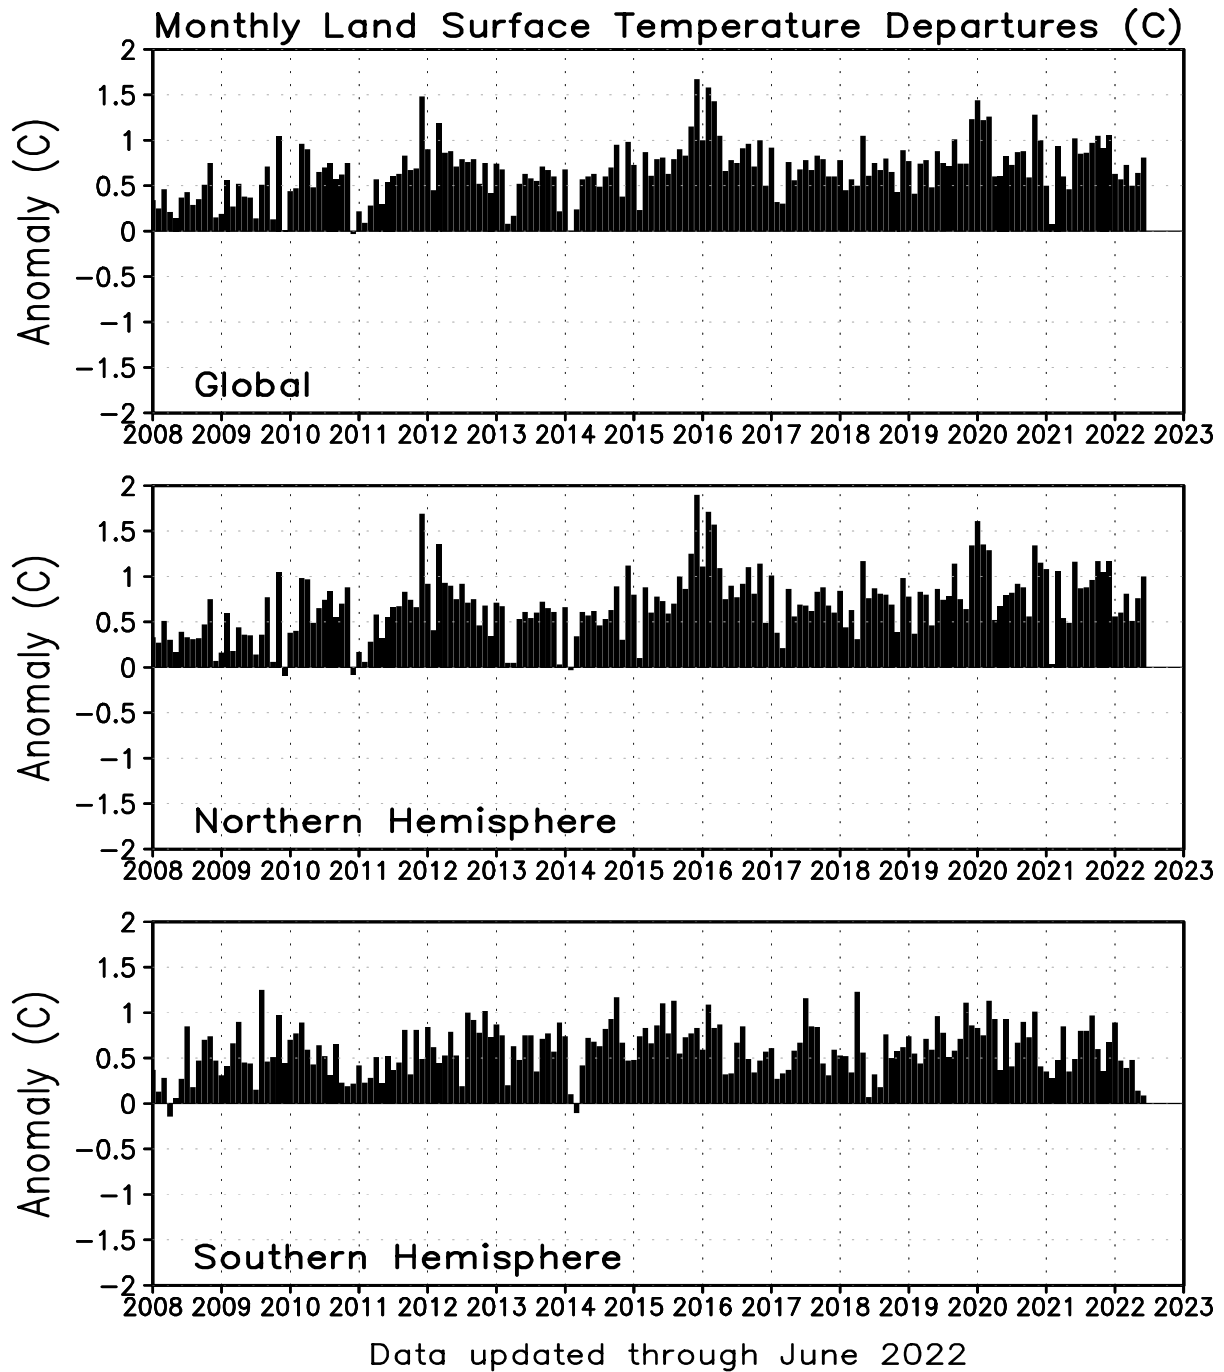 Monthly Land Surface Temperature Departures (C)
2
1.5
1
0.5
0
−0.5
−1
−1.5
−2
Anomaly (C)
Global
2008 2009 2010 2011 2012 2013 2014 2015 2016 2017 2018 2019 2020 2021 2022 2023
2
1.5
1
0.5
0
−0.5
−1
−1.5
−2
Anomaly (C)
Northern Hemisphere
2008 2009 2010 2011 2012 2013 2014 2015 2016 2017 2018 2019 2020 2021 2022 2023
2
1.5
1
0.5
0
−0.5
−1
−1.5
−2
Anomaly (C)
Southern Hemisphere
2008 2009 2010 2011 2012 2013 2014 2015 2016 2017 2018 2019 2020 2021 2022 2023
Data updated through June 2022